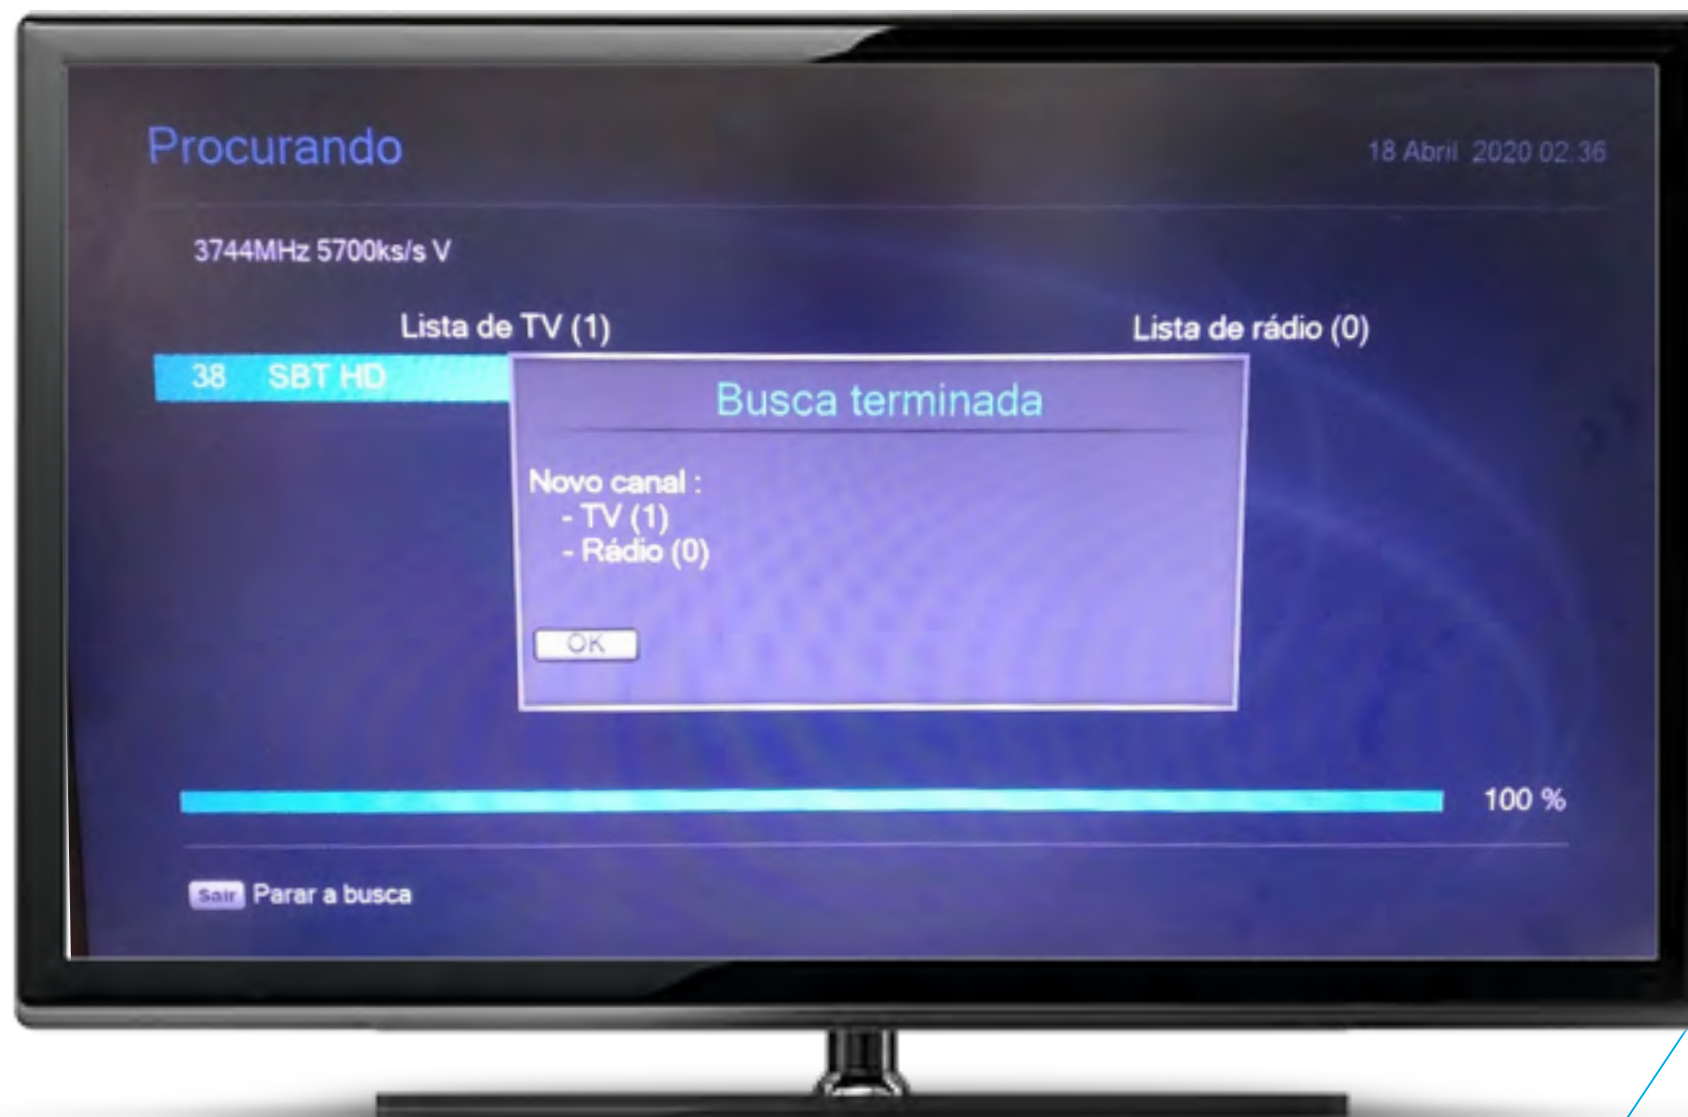 Procurando
18 Abril 2020 02:36
3744MHz 5700ks/s V
Lista de TV (1)
Lista de rádio (0)
38 SBT HD
Busca terminada
Novo canal :
- TV (1)
- Rádio (0)
OK
100 %
Sair Parar a busca